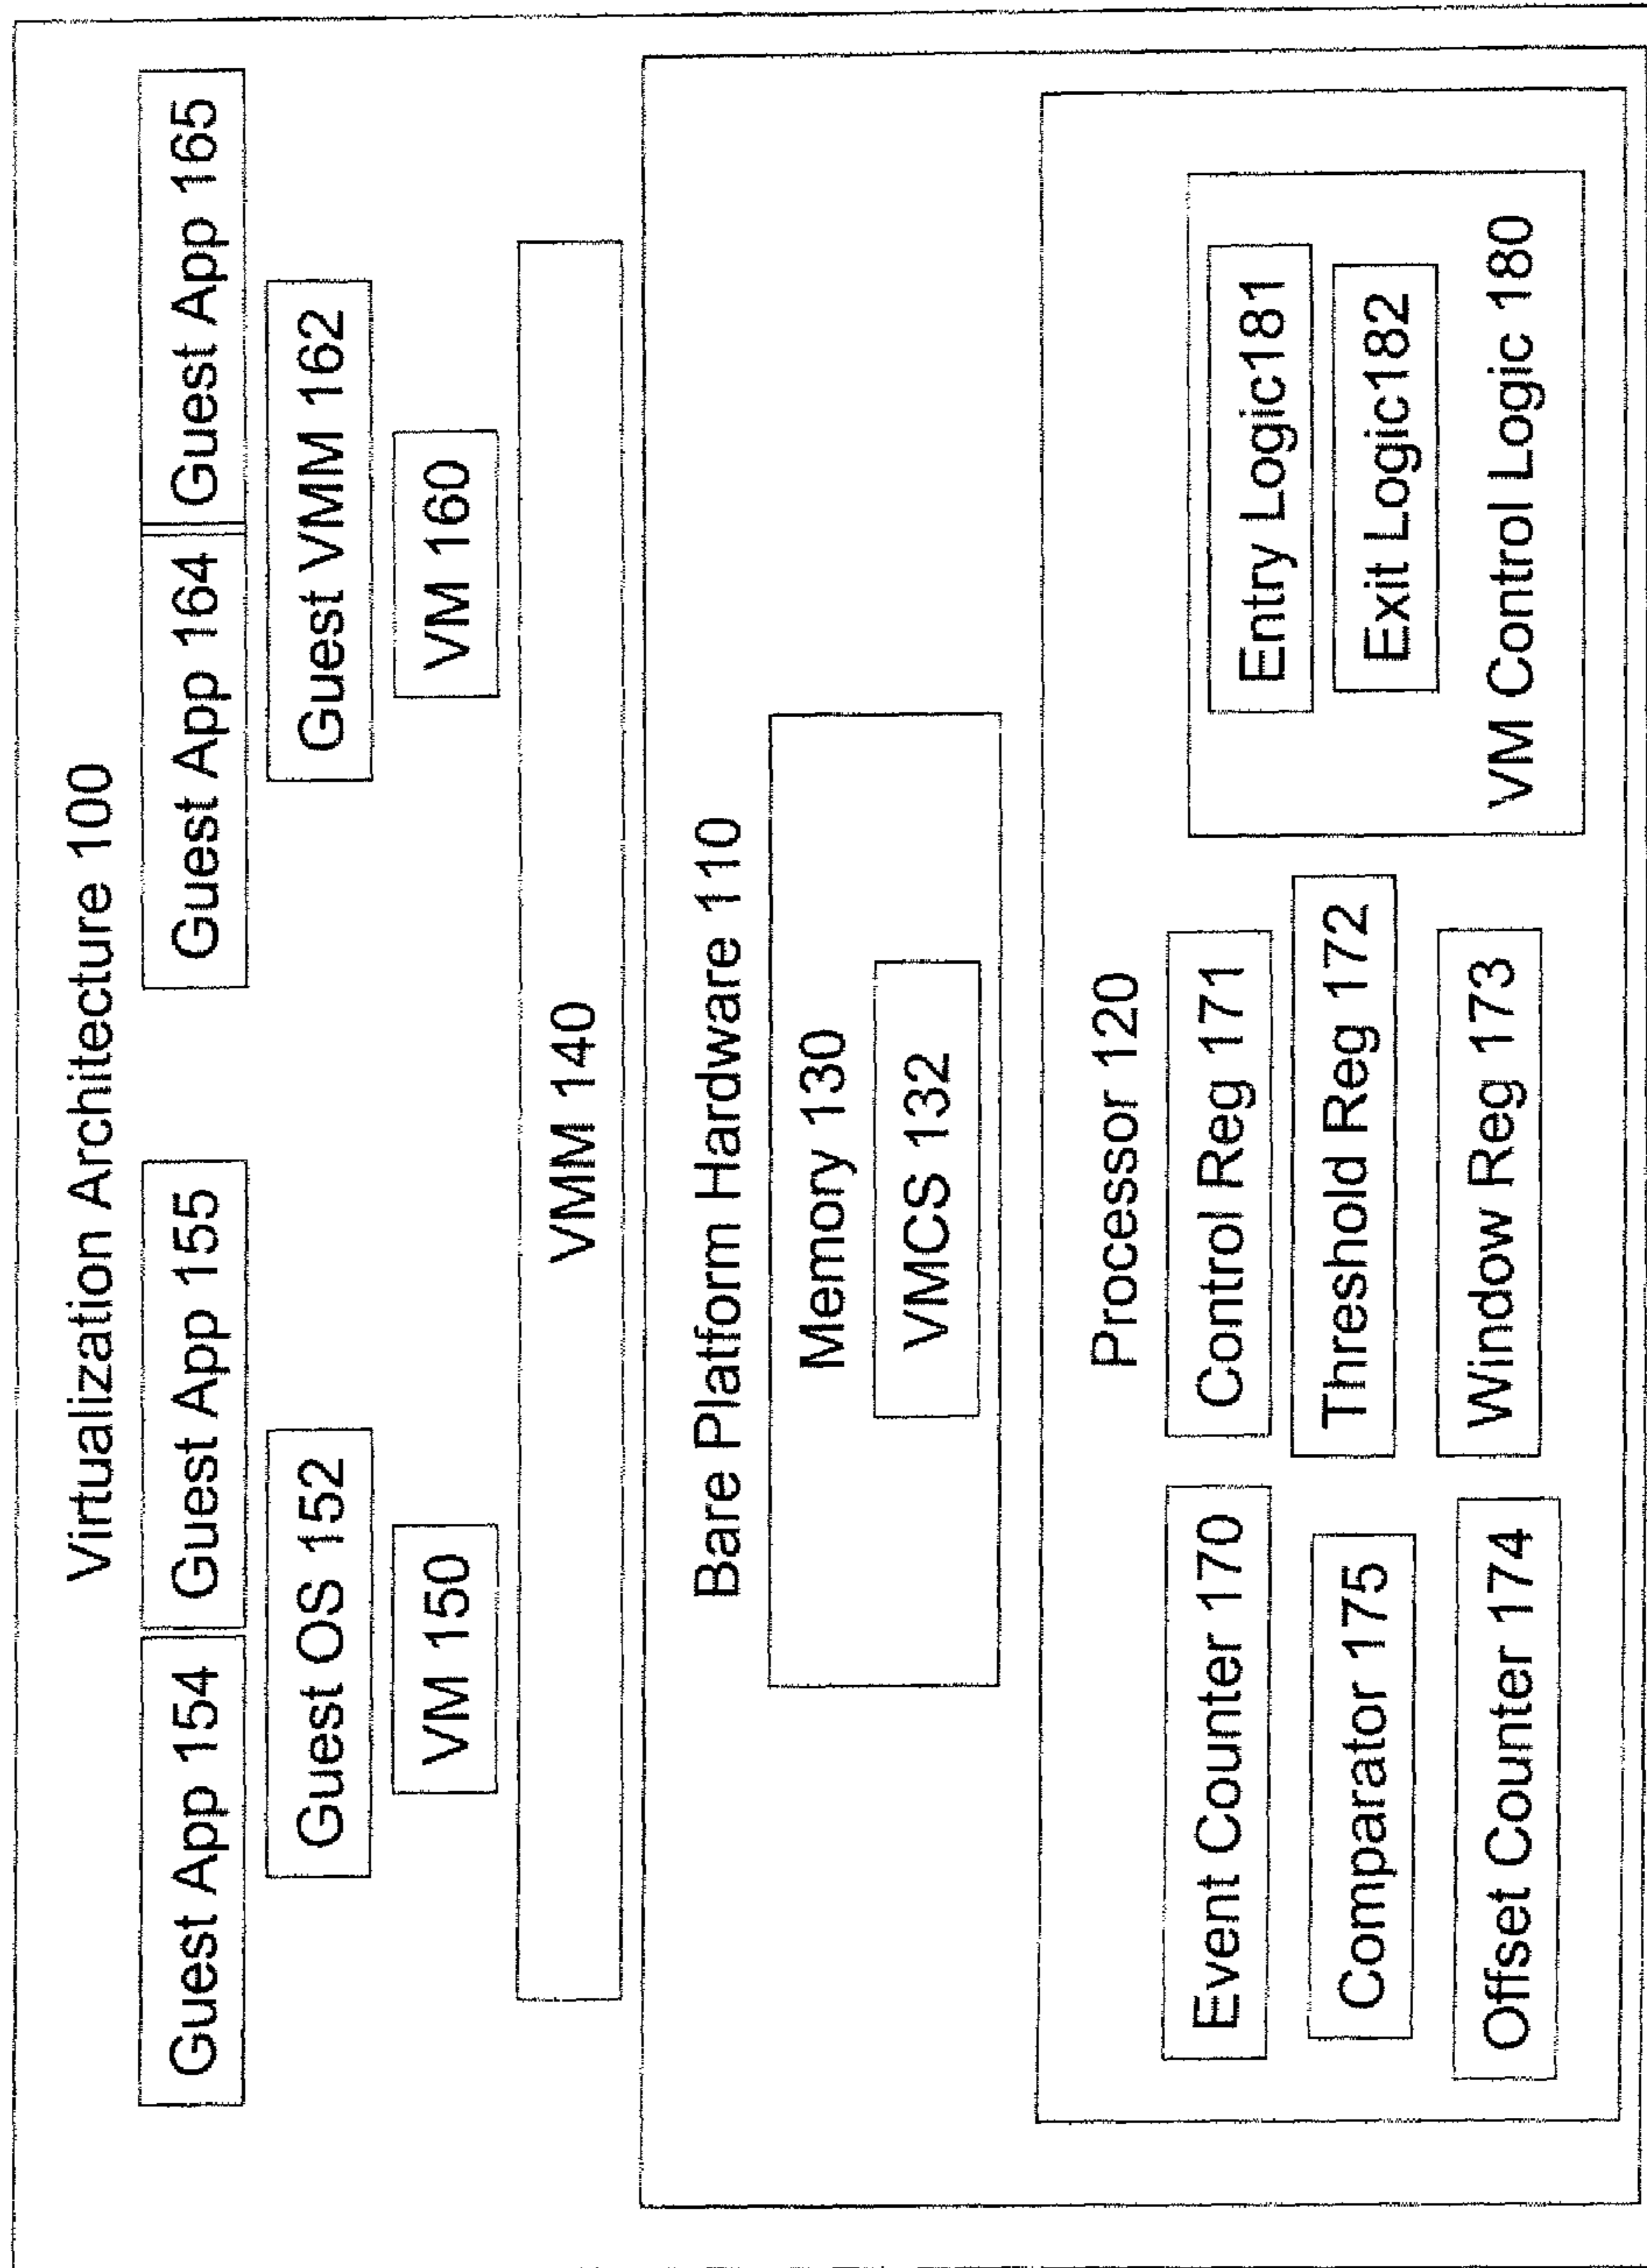 Virtualization Architecture 100
Guest App 154
Guest App 155
Guest App 164
Guest App 165
Guest OS 152
Guest VMM 162
VM 150
VM 160
VMM 140
Bare Platform Hardware 110
Memory 130
VMCS 132
Processor 120
Event Counter 170
Control Reg 171
Entry Logic181
Comparator 175
Threshold Reg 172
Exit Logic182
Offset Counter 174
Window Reg 173
VM Control Logic 180